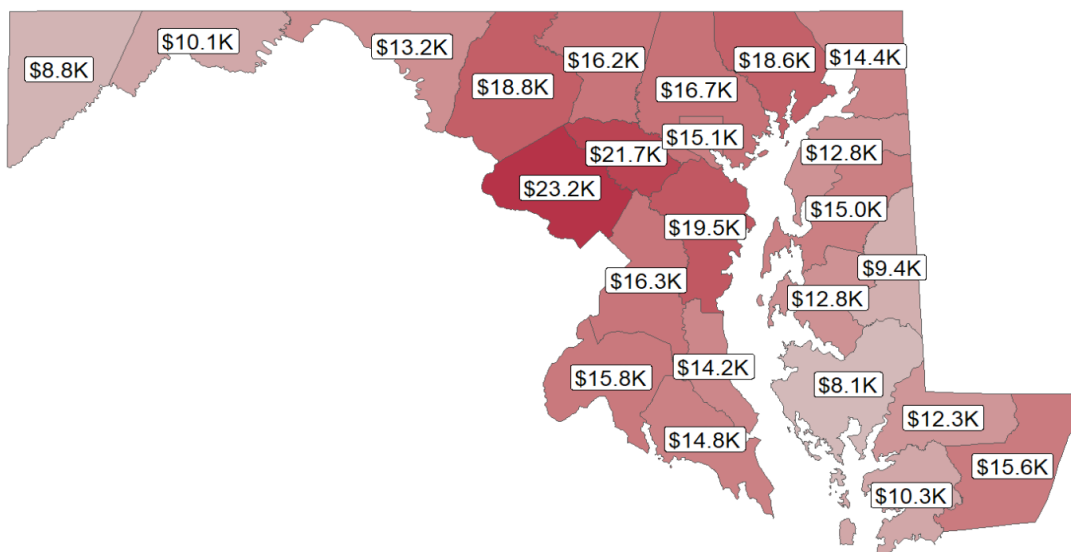 $10.1K
$13.2K
$14.4K
$8.8K
$16.2K
$18.6K
$18.8K
$16.7K
$15.1K
$21.7K
$12.8K
$23.2K
$15.0K
$19.5K
$9.4K
$16.3K
$12.8K
$14.2K
$15.8K
$8.1K
$12.3K
$14.8K
$15.6K
$10.3K